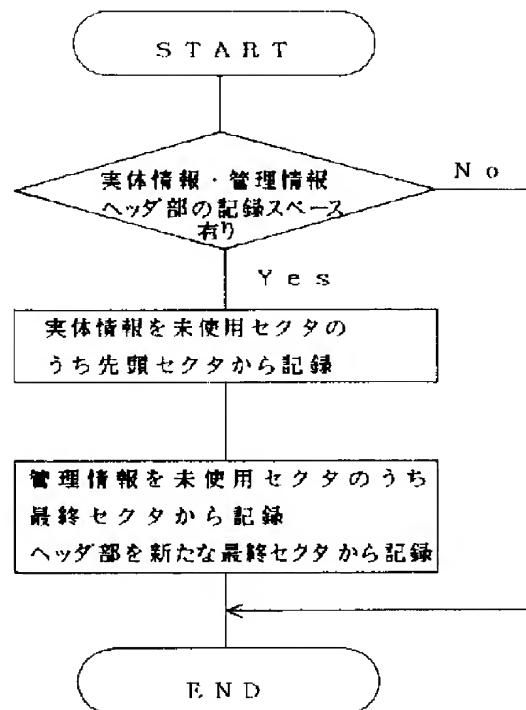 START
実体情報・管理情報
ヘッダ部の記録スペース
有り
No
Yes
実体情報を未使用セクタの
うち先頭セクタから記録
管理情報を未使用セクタのうち
最終セクタから記録
ヘッダ部を新たな最終セクタから記録
END